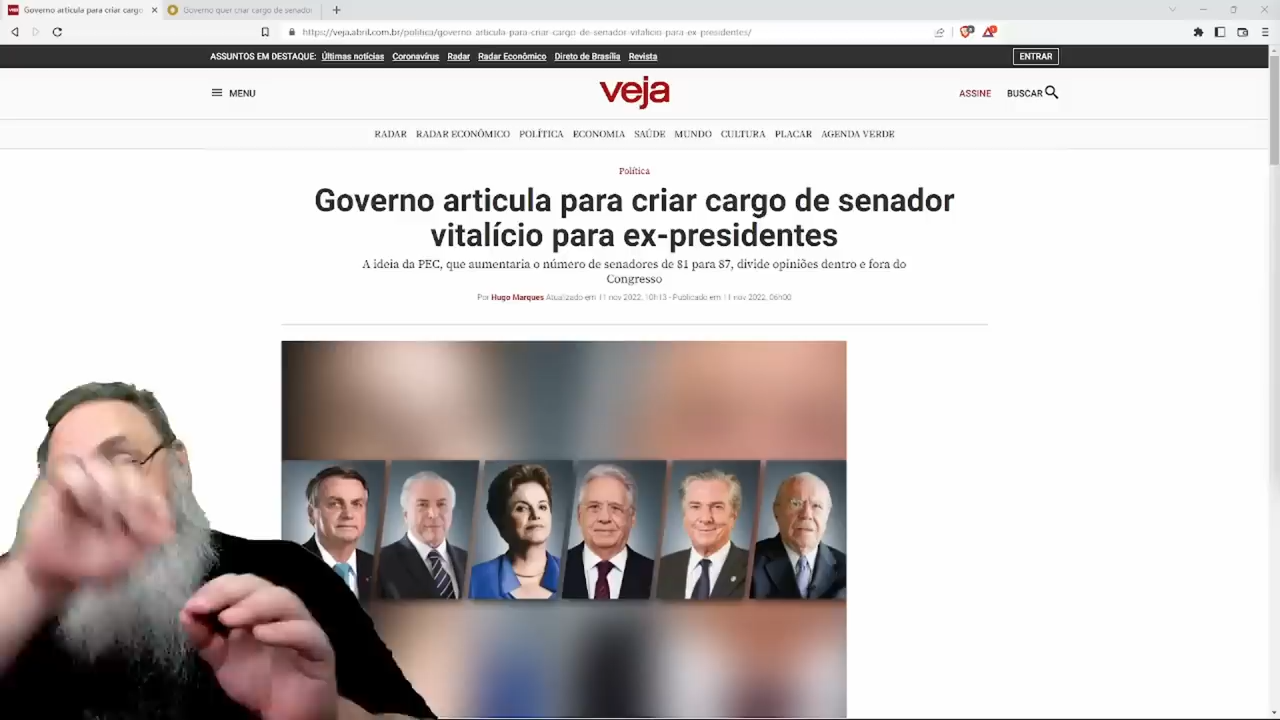 Governo articula para criar cargo
Governo quer criar cargo de senador
https://veja.abril.com.br/politica/governo-articula-para-criar-cargo-de-senador-vitalicio-para-ex-presidentes/
ASSUNTOS EM DESTAQUE: Últimas notícias Coronavírus Radar Radar Econômico Direto de Brasília Revista
ENTRAR
MENU
veja
ASSINE
BUSCAR
RADAR RADAR ECONÔMICO POLÍTICA ECONOMIA SAÚDE MUNDO CULTURA PLACAR AGENDA VERDE
Política
Governo articula para criar cargo de senador
vitalício para ex-presidentes
A ideia da PEC, que aumentaria o número de senadores de 81 para 87, divide opiniões dentro e fora do
Congresso
Por Hugo Marques Atualizado em 11 nov 2022, 10h13 - Publicado em 11 nov 2022, 06h00